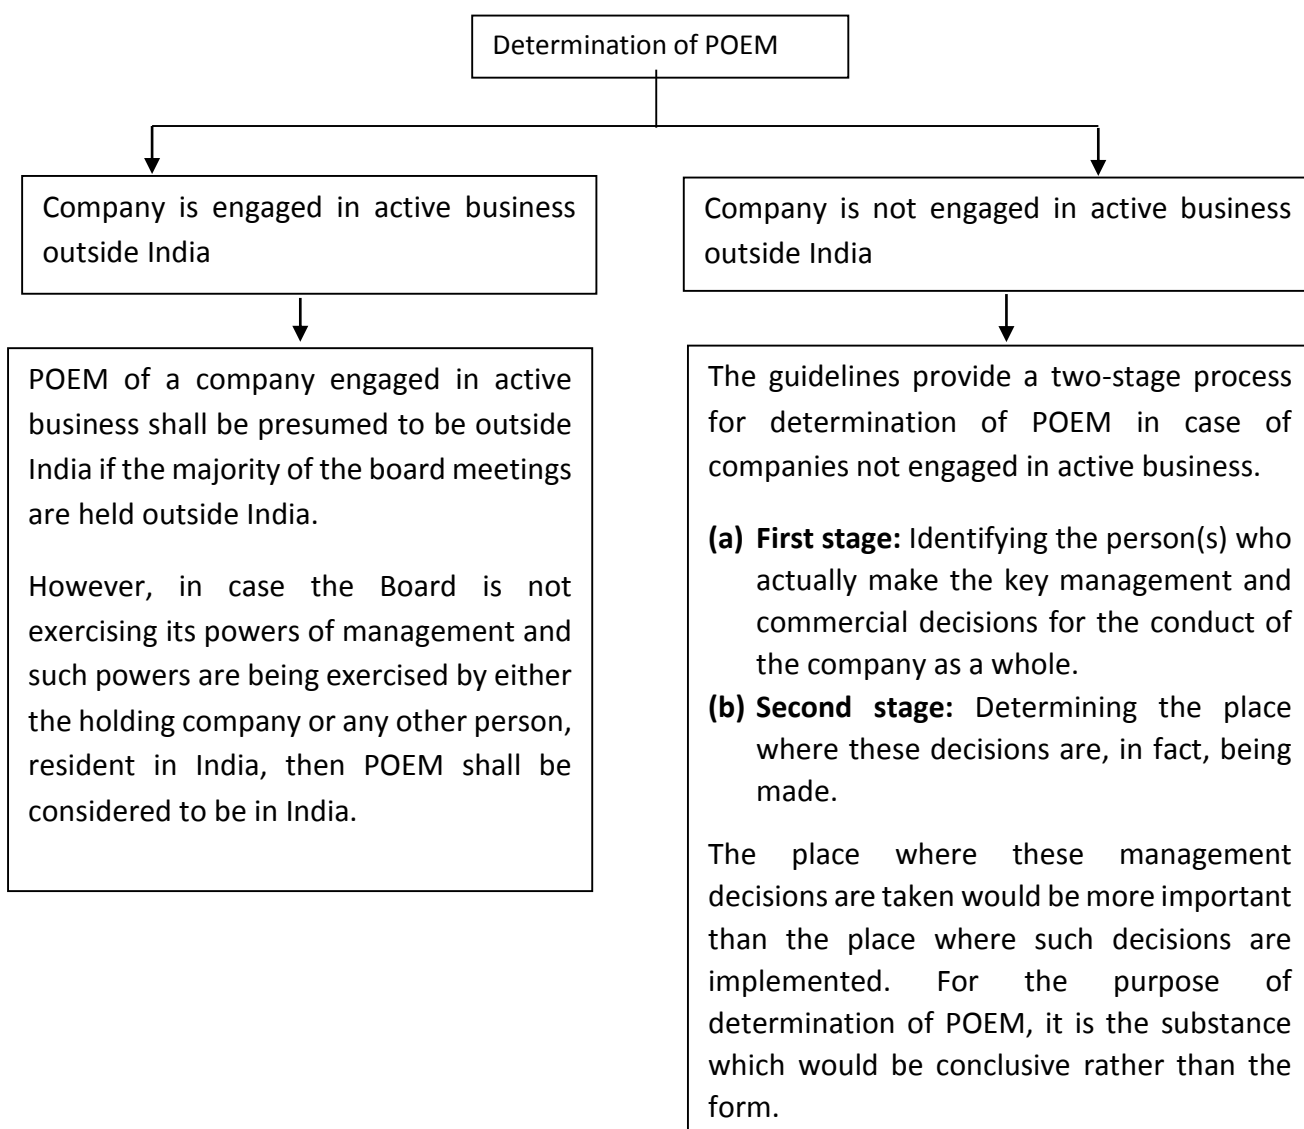 Determination of POEM
Company is engaged in active business
outside India
POEM of a company engaged in active
business shall be presumed to be outside
India if the majority of the board meetings
are held outside India.
However, in case the Board is not
exercising its powers of management and
such powers are being exercised by either
the holding company or any other person,
resident in India, then POEM shall be
considered to be in India.
Company is not engaged in active business
outside India
The guidelines provide a two-stage process
for determination of POEM in case of
companies not engaged in active business.
(a) First stage: Identifying the person(s) who
actually make the key management and
commercial decisions for the conduct of
the company as a whole.
(b) Second stage: Determining the place
where these decisions are, in fact, being
made.
The place where these management
decisions are taken would be more important
than the place where such decisions are
implemented. For the purpose of
determination of POEM, it is the substance
which would be conclusive rather than the
form.